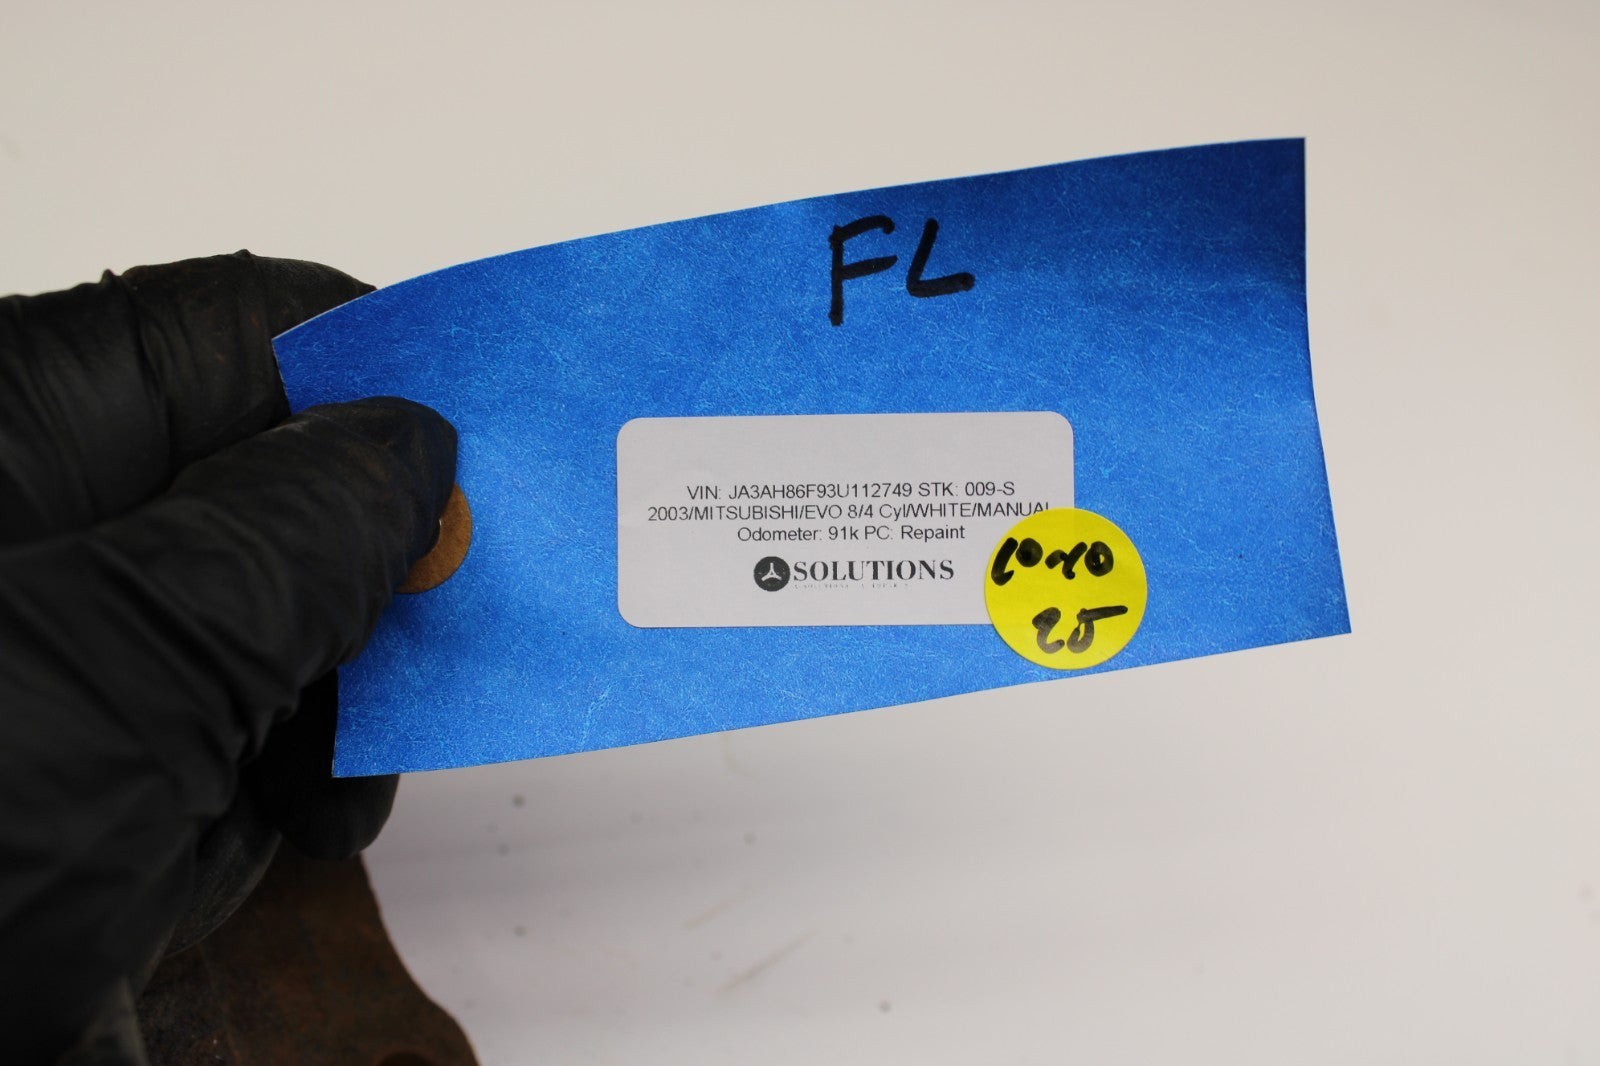 FL
VIN: JA3AH86F93U112749 STK: 009-S
2003/MITSUBISHI/EVO 8/4 Cyl/WHITE/MANUAL
Odometer: 91k PC: Repaint
SOLUTIONS
25